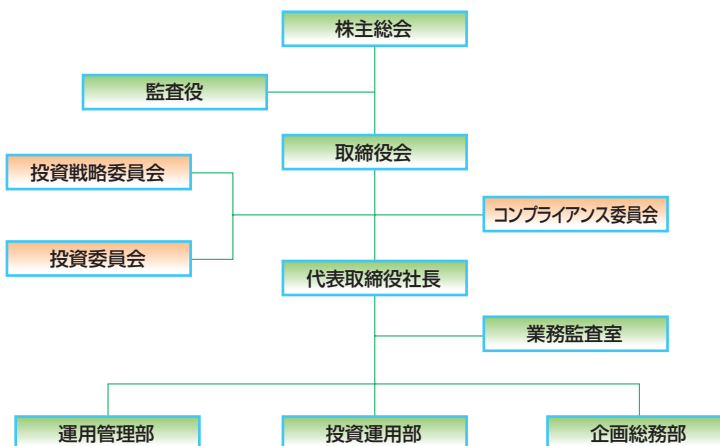 株主総会
監査役
取締役会
投資戦略委員会
コンプライアンス委員会
投資委員会
代表取締役社長
業務監査室
運用管理部
投資運用部
企画総務部